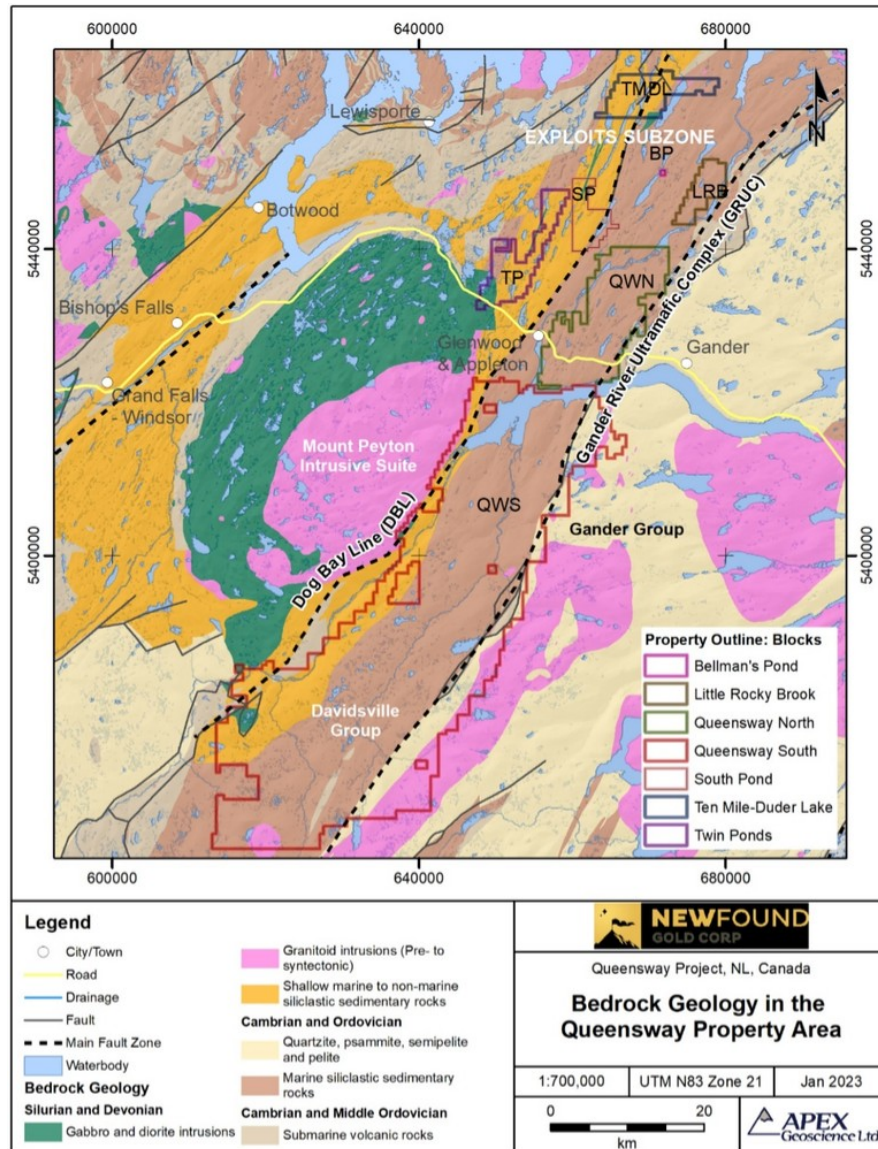 600000
640000
680000
TMDL
Lewisporte
EXPLOITS SUBZONE
N
BP
SP
LRB
Botwood
5440000
5440000
TP
QWN
Bishop's Falls
Glenwood
& Appleton
Gander
Grand Falls
- Windsor
Gander River Ultramafic Complex (GRUC)
Mount Peyton
Intrusive Suite
QWS
Dog Bay Line (DBL)
Gander Group
5400000
5400000
Davidsville
Group
Property Outline: Blocks
Bellman's Pond
Little Rocky Brook
Queensway North
Queensway South
South Pond
Ten Mile-Duder Lake
Twin Ponds
600000
640000
680000
Legend
City/Town
Road
Drainage
Fault
Main Fault Zone
Waterbody
Bedrock Geology
Silurian and Devonian
Gabbro and diorite intrusions
Granitoid intrusions (Pre- to
syntectonic)
Shallow marine to non-marine
siliclastic sedimentary rocks
Cambrian and Ordovician
Quartzite, psammite, semipelite
and pelite
Marine siliclastic sedimentary
rocks
Cambrian and Middle Ordovician
Submarine volcanic rocks
NEWFOUND
GOLD CORP
Queensway Project, NL, Canada
Bedrock Geology in the
Queensway Property Area
1:700,000
UTM N83 Zone 21
Jan 2023
0
20
km
APEX
Geoscience Ltd